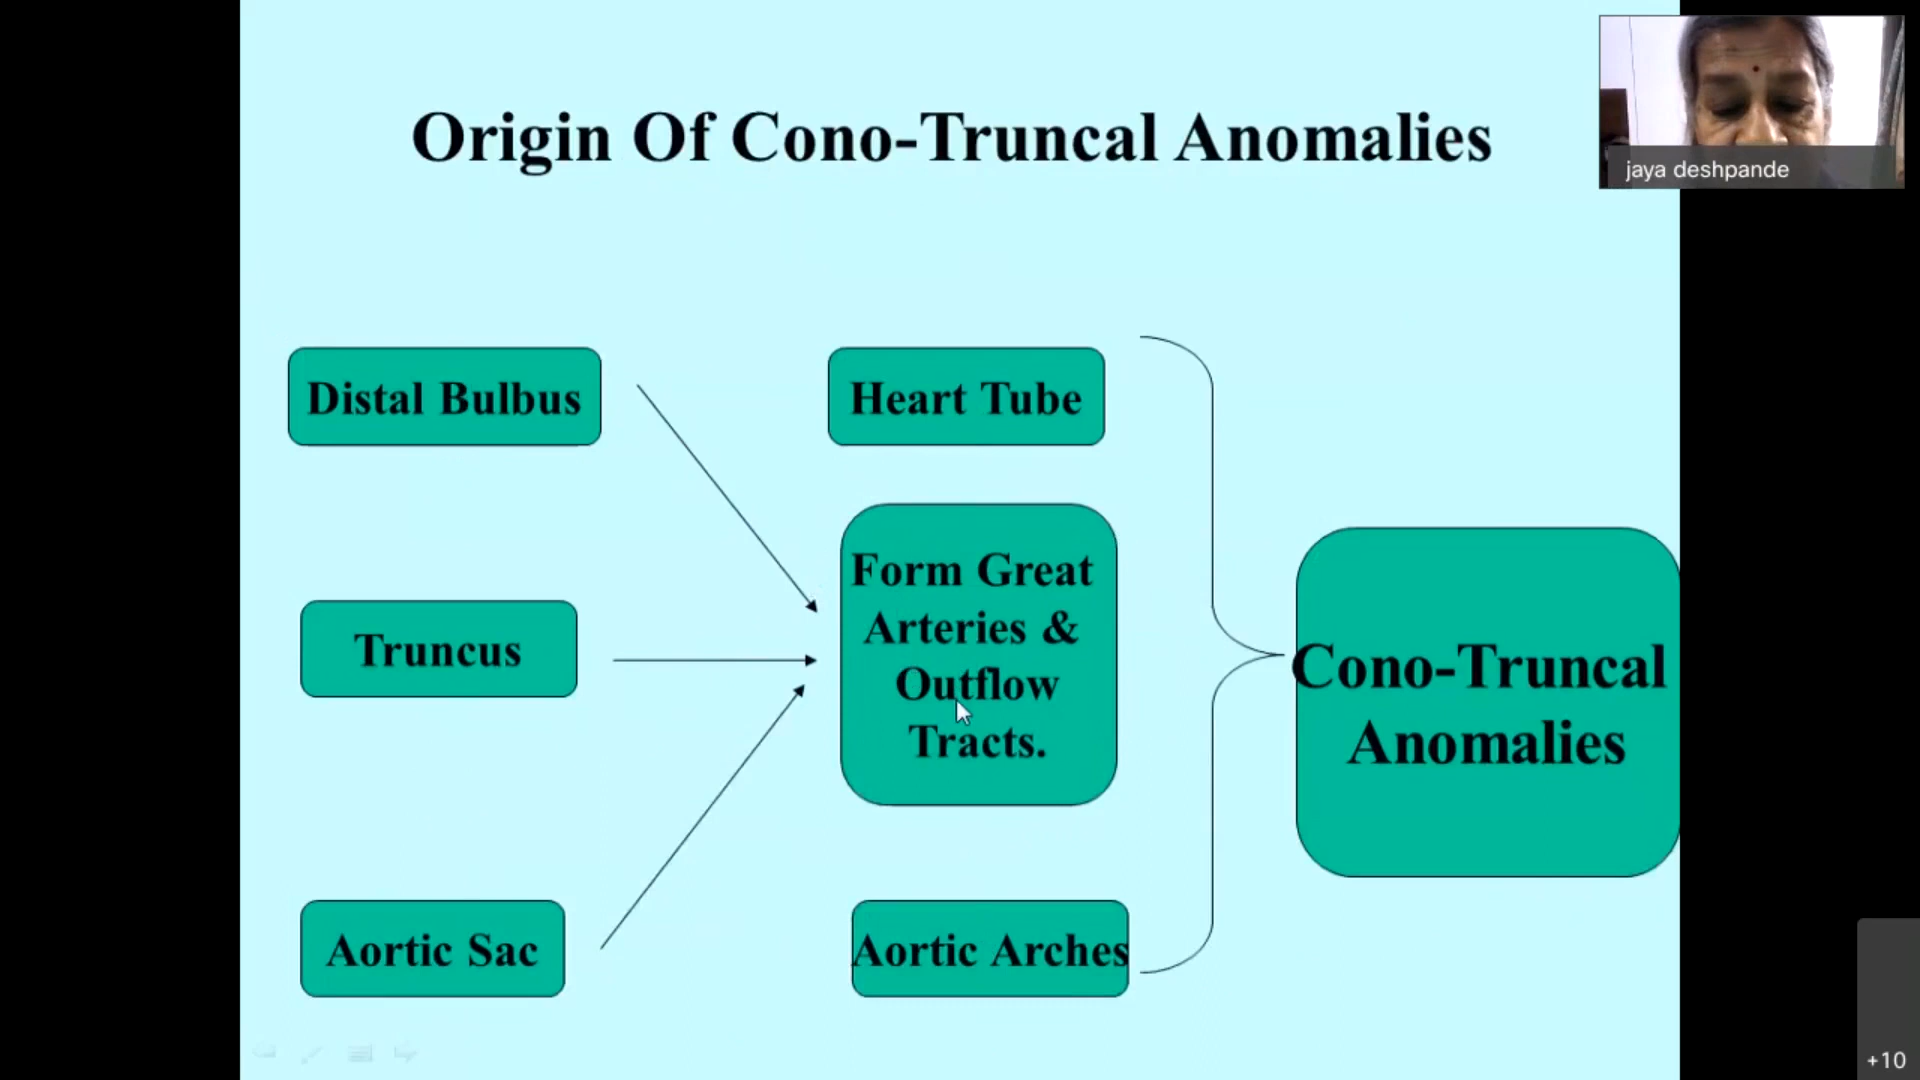 Origin Of Cono-Truncal Anomalies
jaya deshpande
Distal Bulbus
Heart Tube
Form Great
Arteries &
Outflow
Tracts.
Truncus
Cono-Truncal
Anomalies
Aortic Sac
Aortic Arches
+10